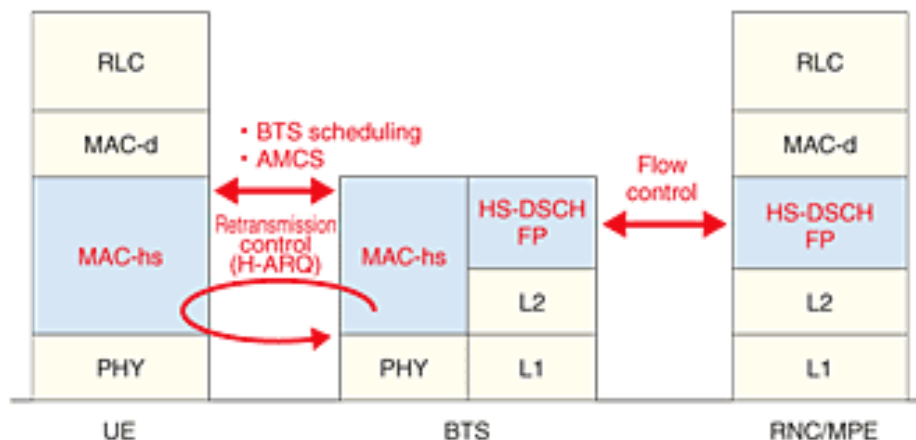 RLC
MAC-d
MAC-hs
PHY
UE
・BTS scheduling
・AMCS
Retransmission
control
(H-ARQ)
MAC-hs
PHY
HS-DSCH
FP
L2
L1
BTS
Flow
control
RLC
MAC-d
HS-DSCH
FP
L2
L1
RNC/MPE